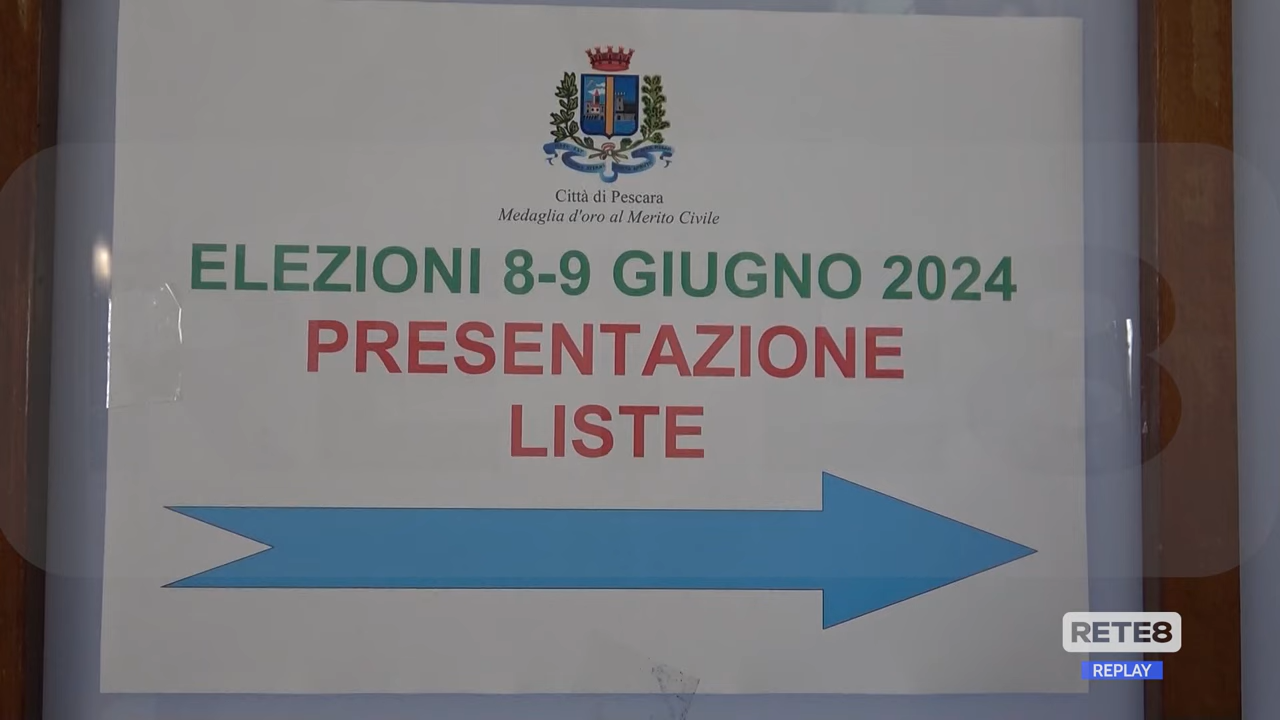 Città di Pescara
Medaglia d'oro al Merito Civile
ELEZIONI 8-9 GIUGNO 2024
PRESENTAZIONE
LISTE
RETE8
REPLAY